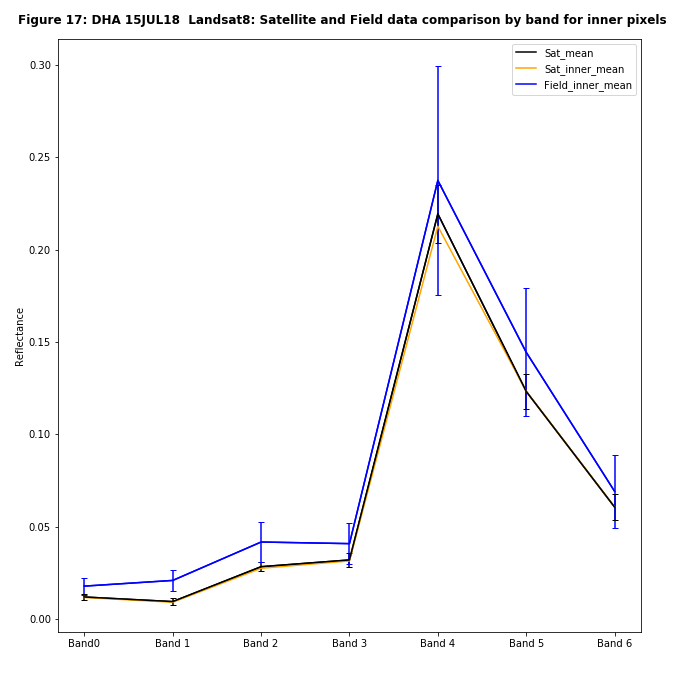 Figure 17: DHA 15JUL18  Landsat8: Satellite and Field data comparison by band for inner pixels
Sat_mean
Sat_inner_mean
Field_inner_mean
Reflectance
0.30
0.25
0.20
0.15
0.10
0.05
0.00
Band0 Band 1 Band 2 Band 3 Band 4 Band 5 Band 6